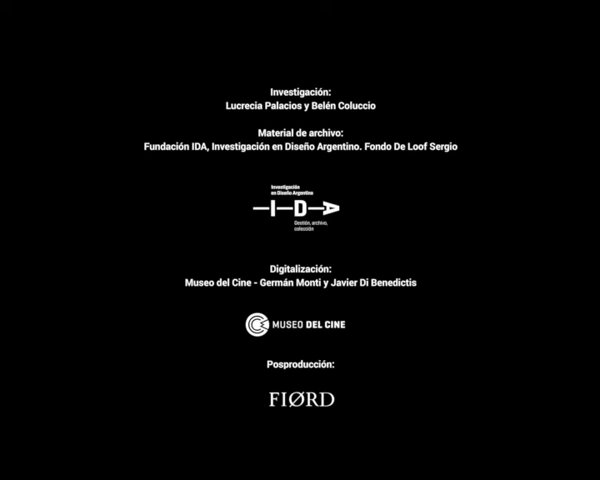 Investigación:
Lucrecia Palacios y Belén Coluccio
Material de archivo:
Fundación IDA, Investigación en Diseño Argentino. Fondo De Loof Sergio
Investigación
en Diseño Argentino
—I—D—A
Gestión, archivo,
colección
Digitalización:
Museo del Cine - Germán Monti y Javier Di Benedictis
MUSEO DEL CINE
Posproducción:
FIØRD